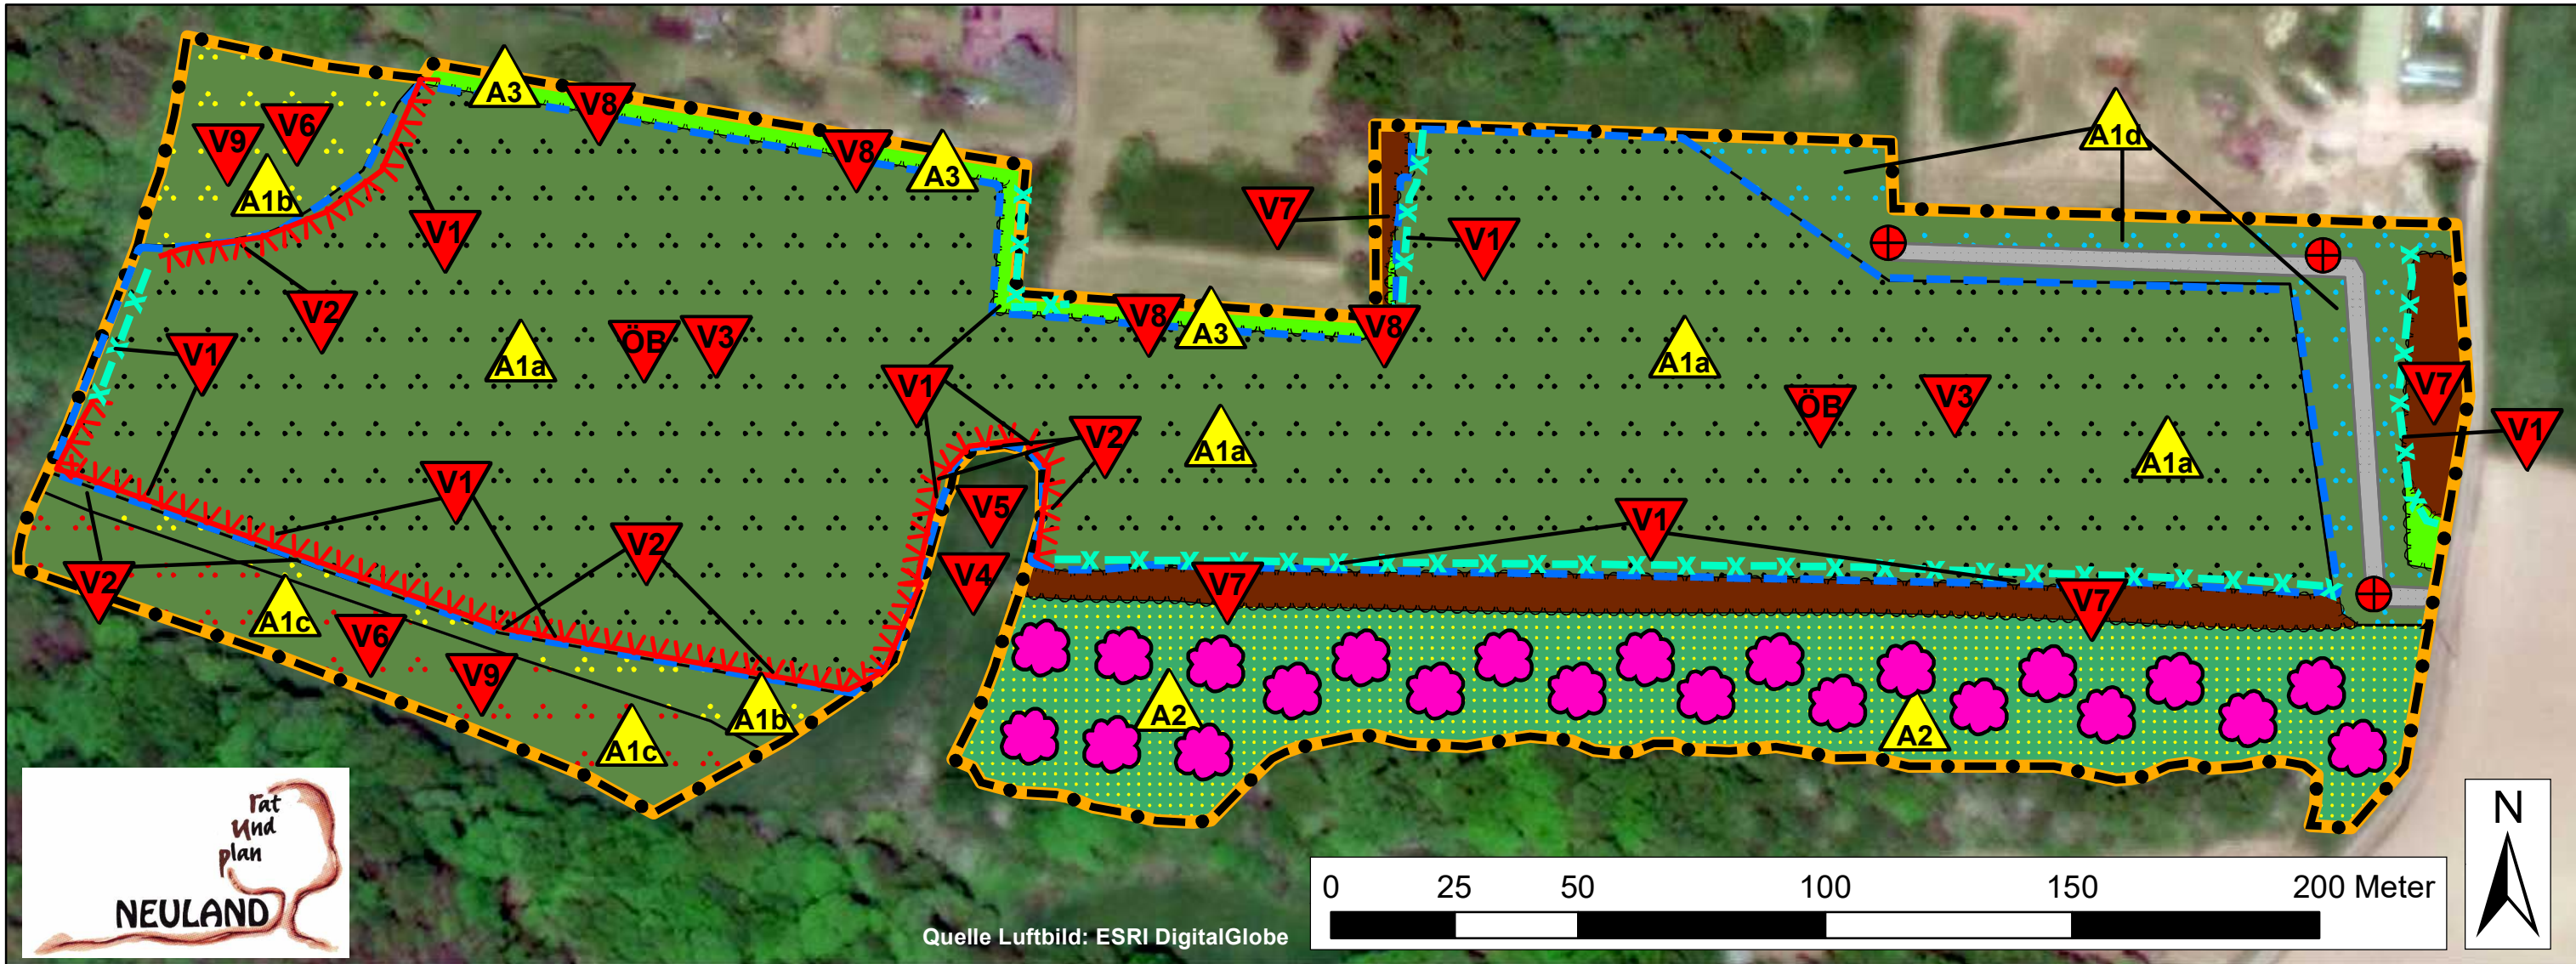 A3
V8
V9
V6
A1b
V1
V8
A3
A1d
V7
V1
V2
V1
A1a
ÖB
V3
V8
A3
V8
A1a
V1
V2
A1a
ÖB
V3
A1a
V7
V1
V1
V2
V5
V4
V1
V2
A1c
V6
V9
A1c
A1b
V7
V7
A2
A2
rat
und
plan
NEULAND
Quelle Luftbild: ESRI DigitalGlobe
0 25 50 100 150 200 Meter
N